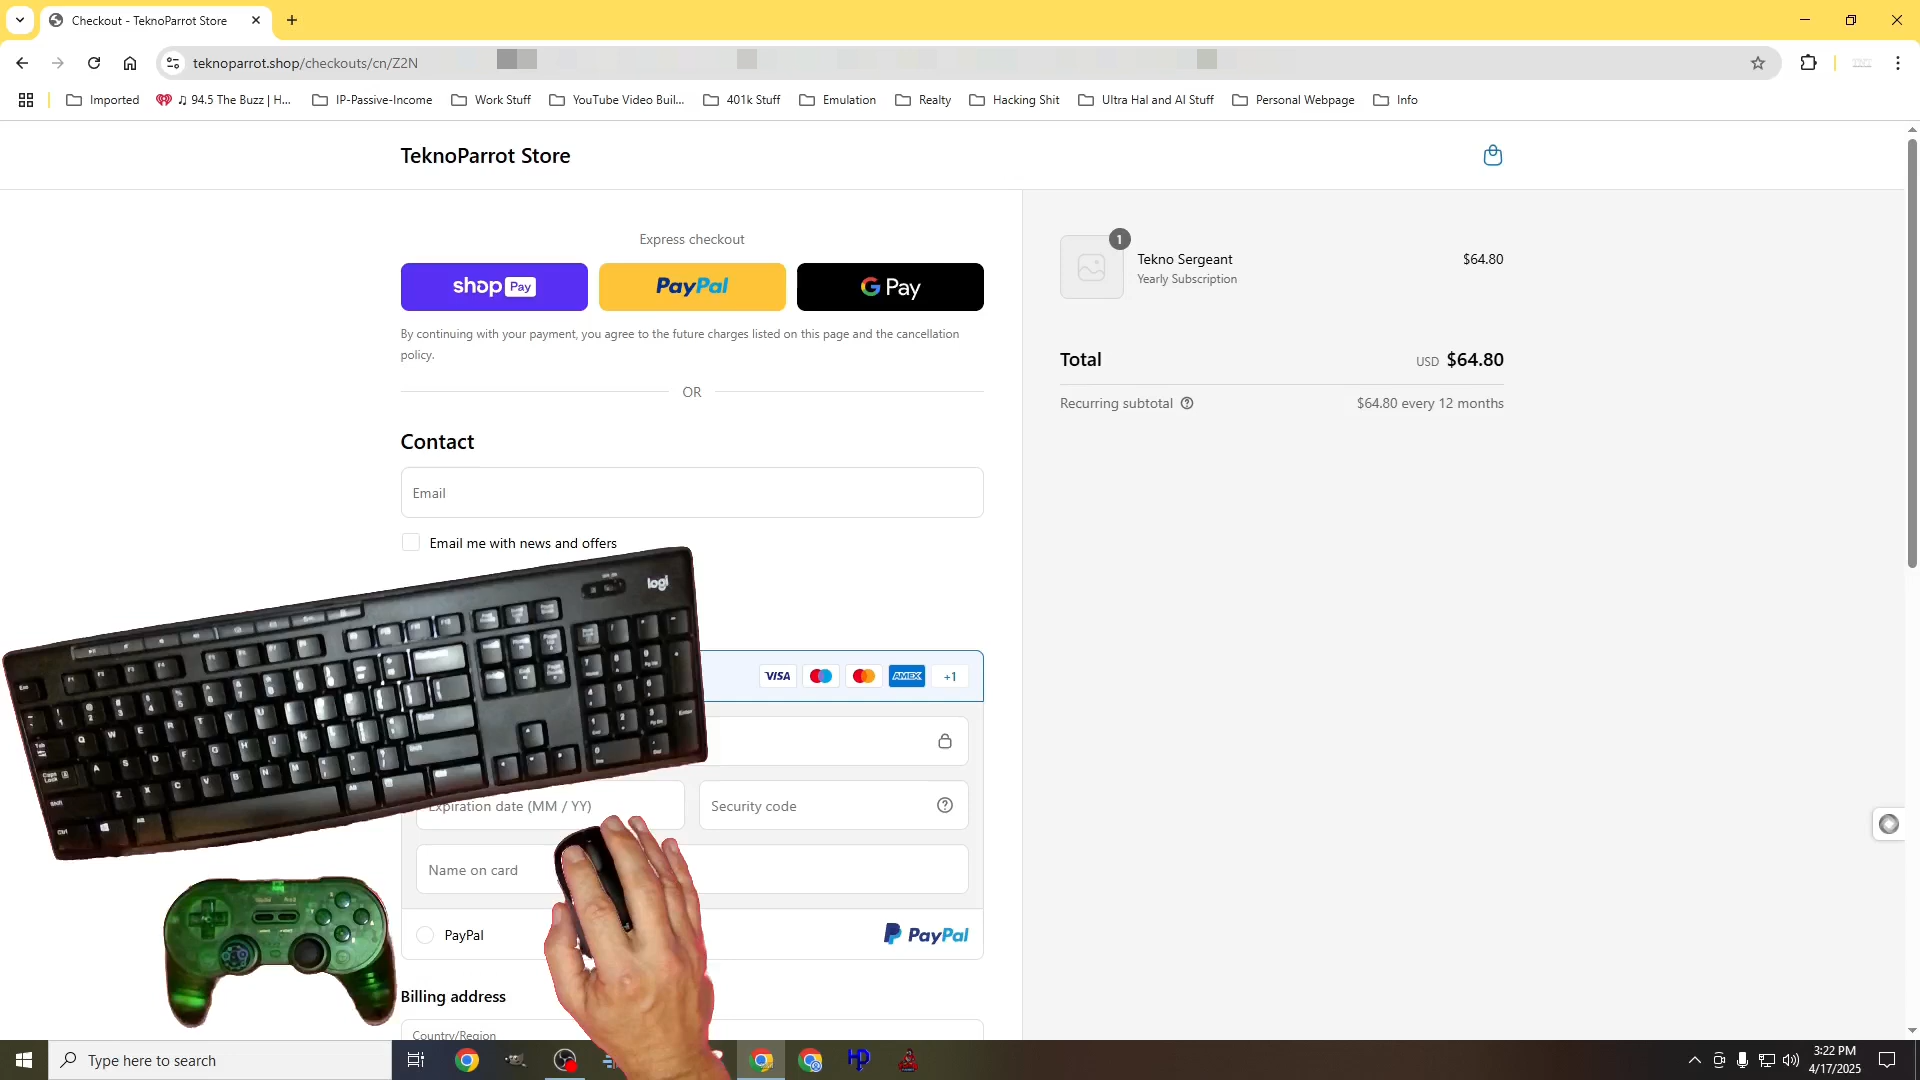 Checkout - TeknoParrot Store
teknoparrot.shop/checkouts/cn/Z2N
Imported
♫ 94.5 The Buzz | H...
IP-Passive-Income
Work Stuff
YouTube Video Buil...
401k Stuff
Emulation
Realty
Hacking Shit
Ultra Hal and AI Stuff
Personal Webpage
Info
TeknoParrot Store
Express checkout
shop Pay
PayPal
G Pay
By continuing with your payment, you agree to the future charges listed on this page and the cancellation
policy.
OR
Contact
Email
Email me with news and offers
logi
VISA
AMEX
+1
Expiration date (MM / YY)
Security code
Name on card
PayPal
PayPal
Billing address
Country/Region
1
Tekno Sergeant
$64.80
Yearly Subscription
Total
USD $64.80
Recurring subtotal
$64.80 every 12 months
Type here to search
3:22 PM
4/17/2025